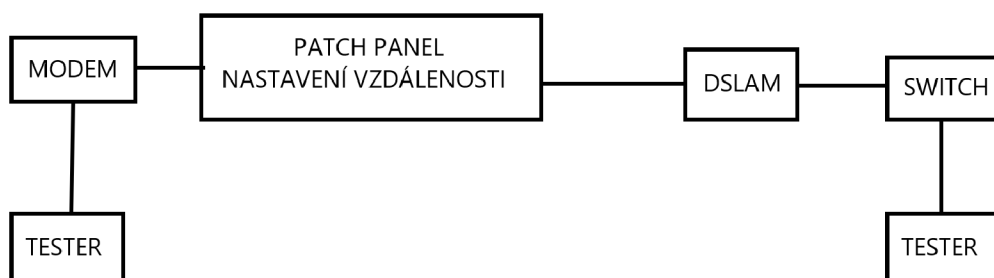 PATCH PANEL
NASTAVENÍ VZDÁLENOSTI
MODEM
DSLAM
SWITCH
TESTER
TESTER